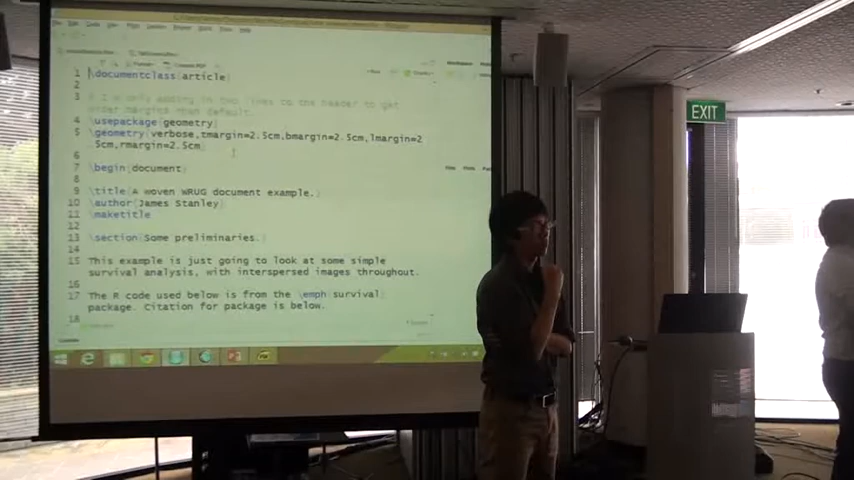 1 \documentclass{article}
2
3 % I'm only adding in two lines to the header to get
wider margins than default.
4 \usepackage{geometry}
5 \geometry{verbose,tmargin=2.5cm,bmargin=2.5cm,lmargin=2
.5cm,rmargin=2.5cm}
6
7 \begin{document}
8
9 \title{A woven WRUG document example.}
10 \author{James Stanley}
11 \maketitle
12
13 \section{Some preliminaries.}
14
15 This example is just going to look at some simple
survival analysis, with interspersed images throughout.
16
17 The R code used below is from the \emph{survival}
package. Citation for package is below.
18
EXIT